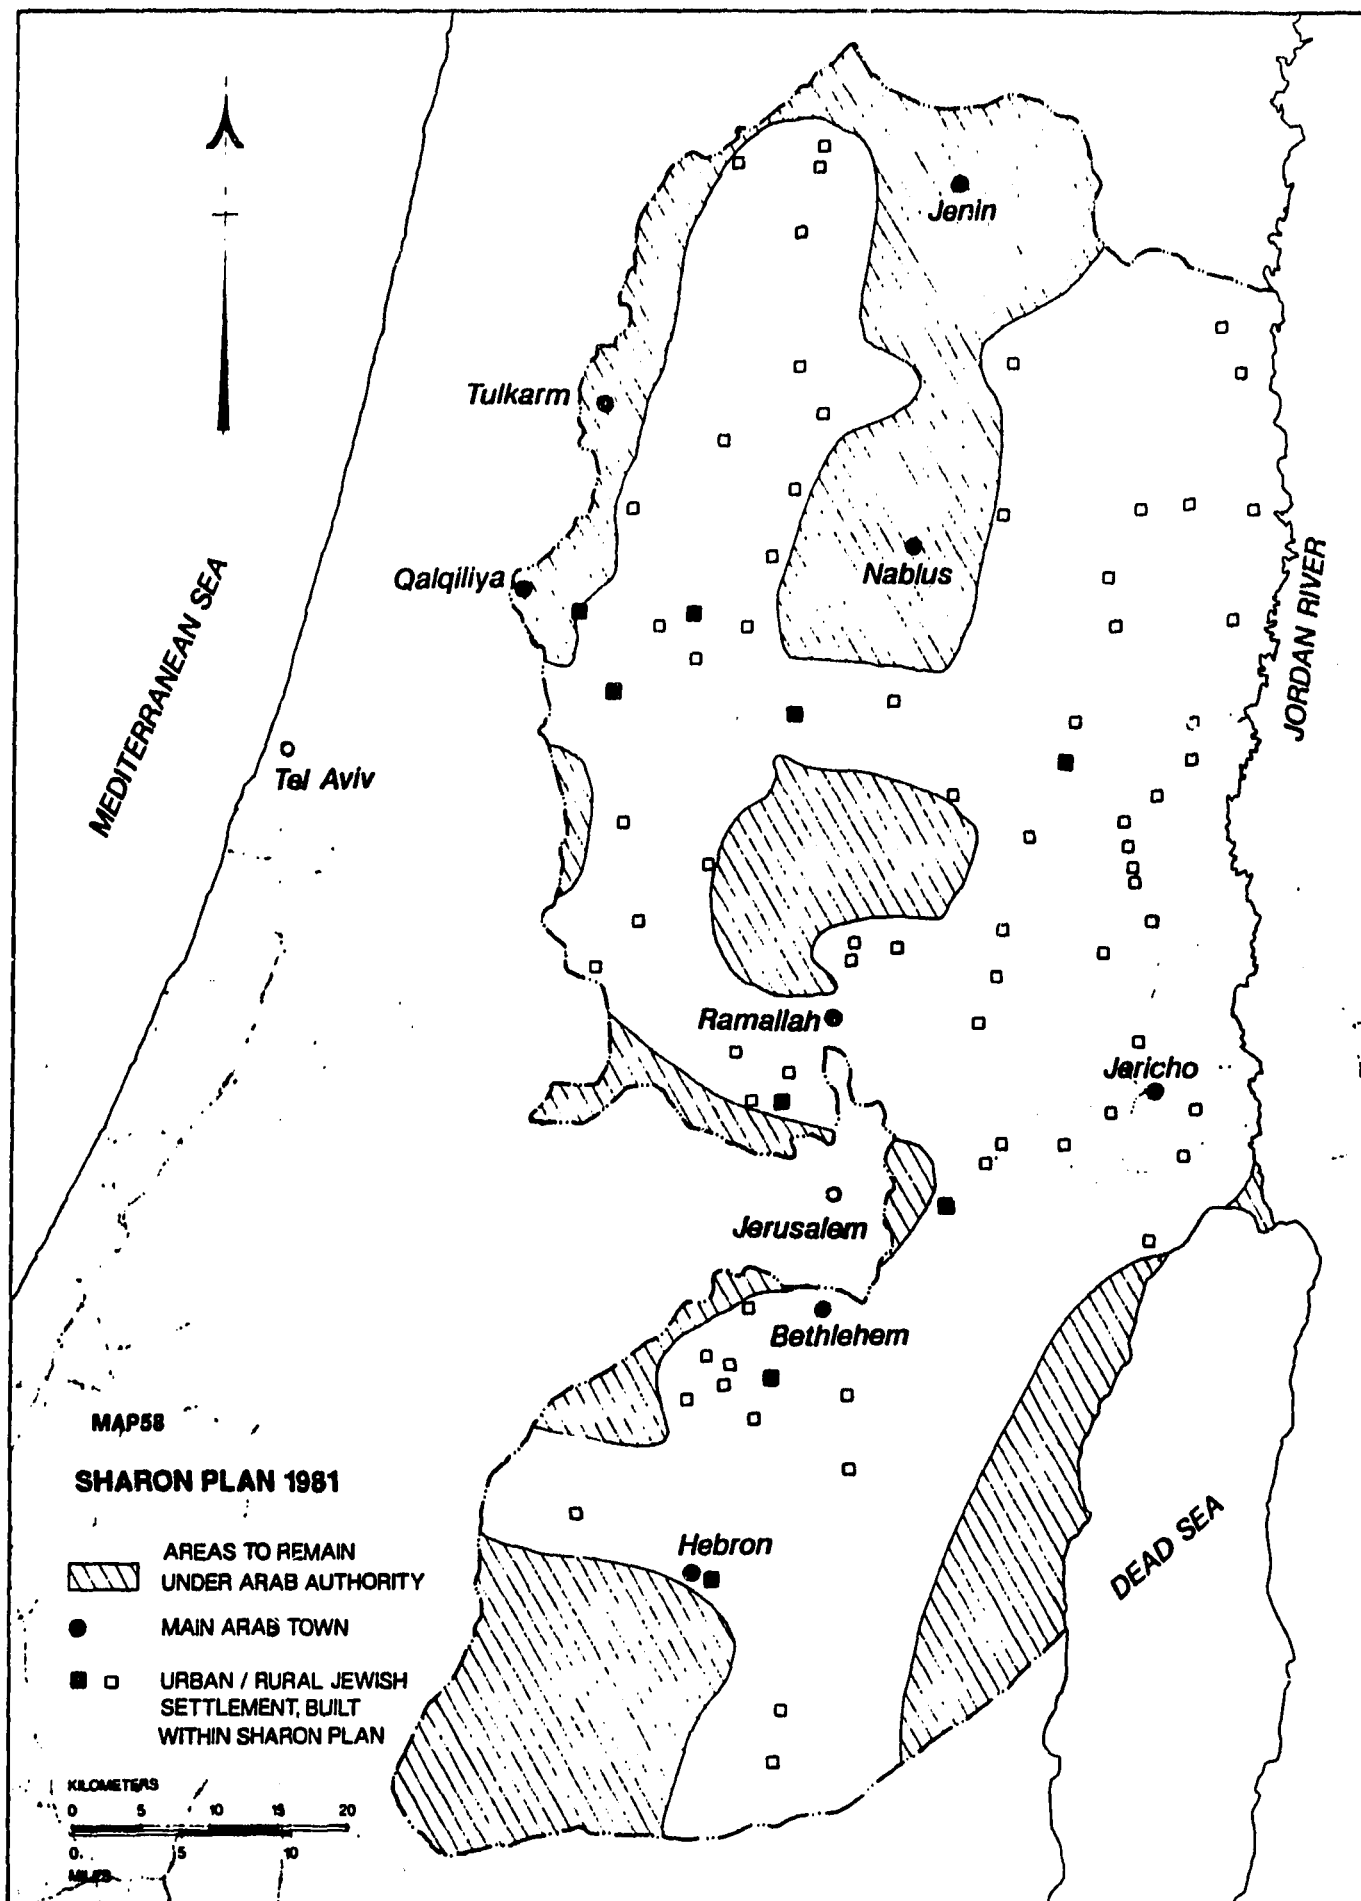 Jenin
Tulkarm
Qalqiliya
Nablus
MEDITERRANEAN SEA
JORDAN RIVER
Tel Aviv
Ramallah
Jericho
Jerusalem
Bethlehem
MAP58
SHARON PLAN 1981
AREAS TO REMAIN
UNDER ARAB AUTHORITY
MAIN ARAB TOWN
URBAN / RURAL JEWISH
SETTLEMENT, BUILT
WITHIN SHARON PLAN
Hebron
DEAD SEA
KILOMETERS
0 5 10 15 20
0 5 10
MILES